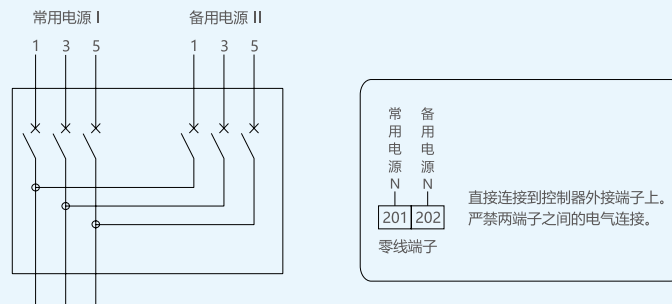 常用电源 I 备用电源 II
1 3 5 1 3 5
常用电源N
备用电源N
201 202
零线端子
直接连接到控制器外接端子上。
严禁两端子之间的电气连接。